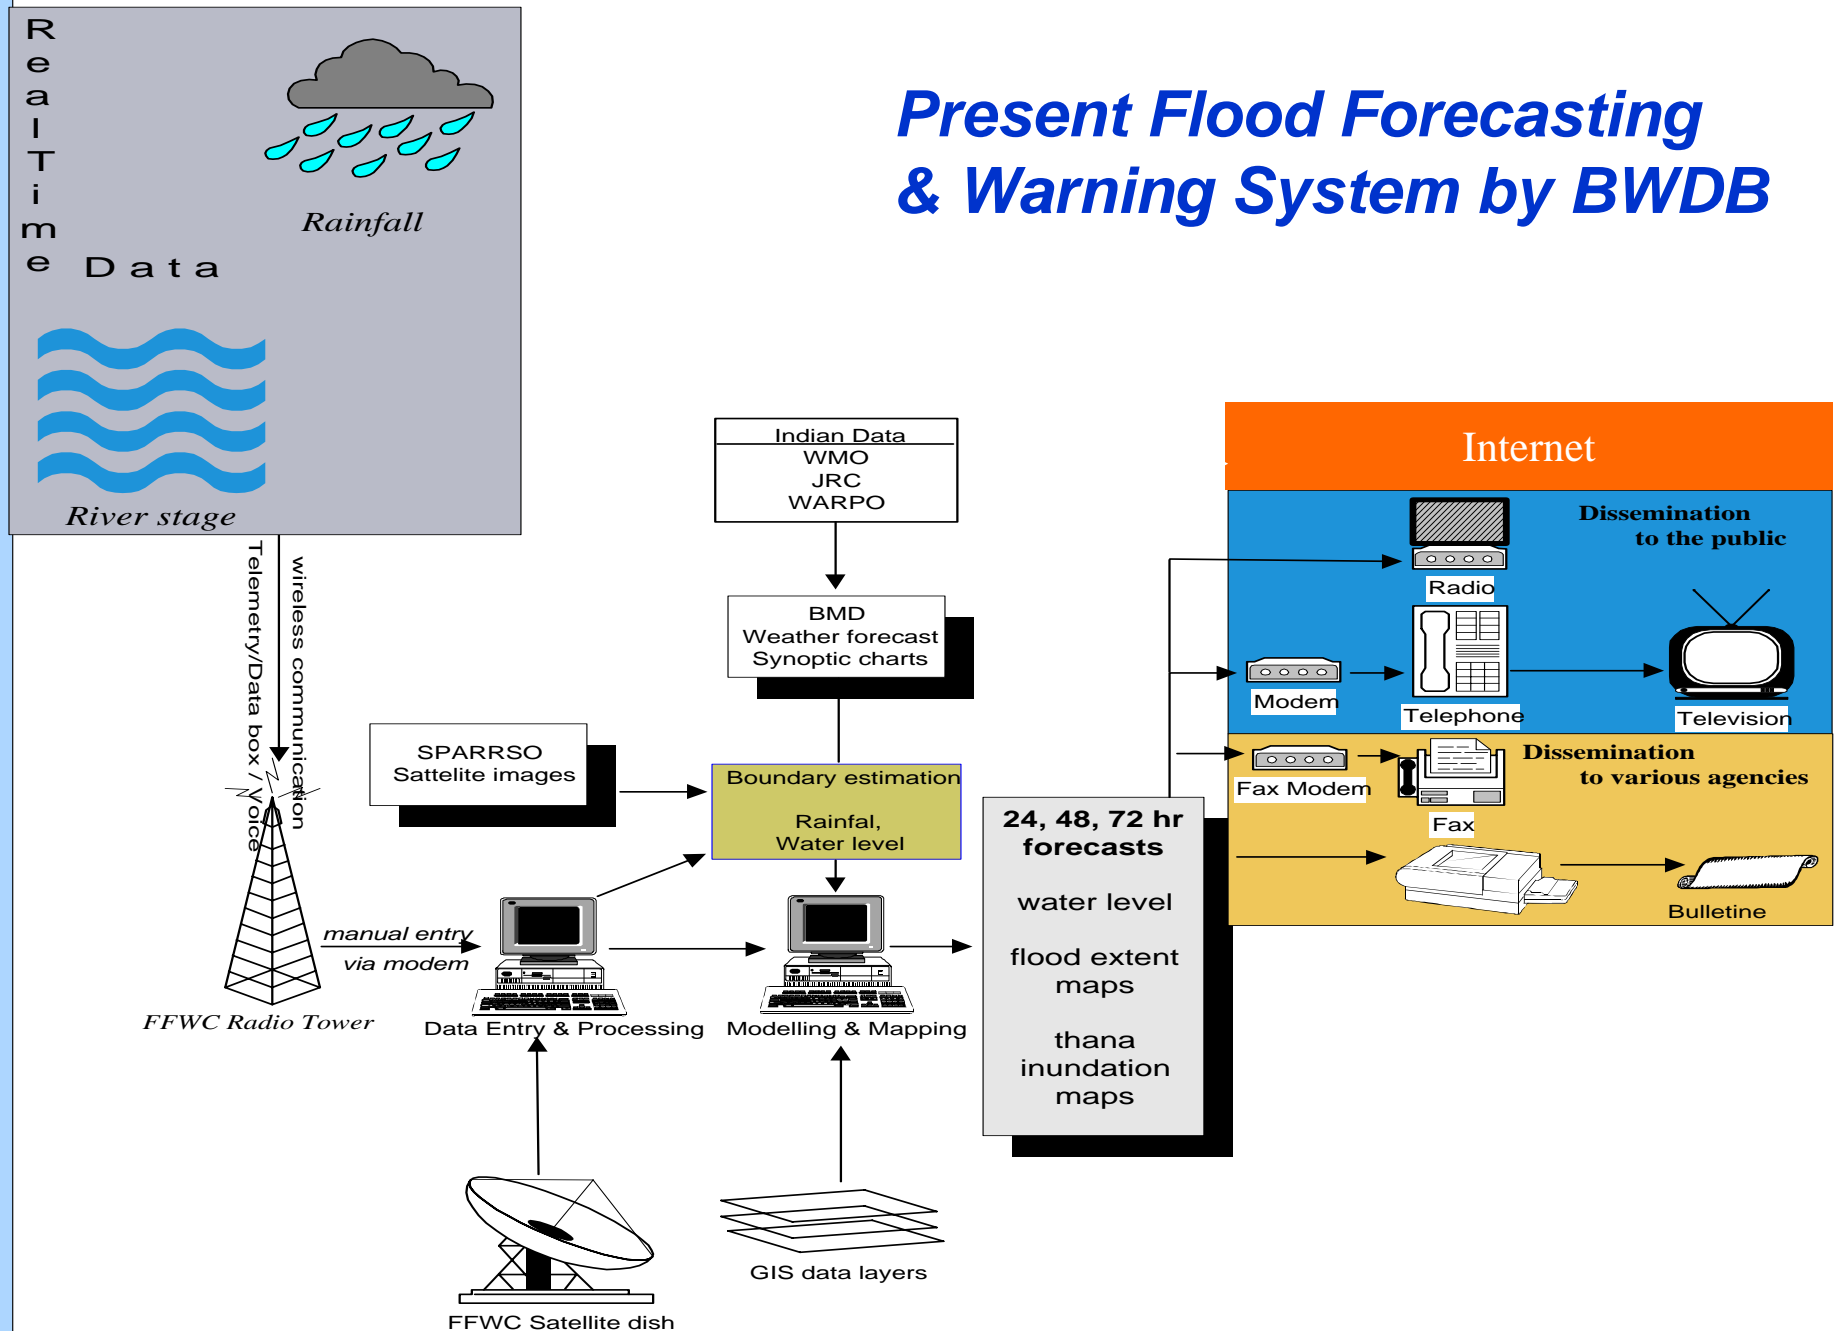 Present Flood Forecasting
& Warning System by BWDB
RealTime
Data
Rainfall
River stage
wireless communication
Telemetry/Data box / Voice
Indian Data
WMO
JRC
WARPO
BMD
Weather forecast
Synoptic charts
SPARRSO
Sattelite images
Boundary estimation
Rainfal,
Water level
manual entry
via modem
FFWC Radio Tower
Data Entry & Processing
Modelling & Mapping
FFWC Satellite dish
GIS data layers
24, 48, 72 hr
forecasts
water level
flood extent
maps
thana
inundation
maps
Internet
Dissemination
to the public
Radio
Modem
Telephone
Television
Dissemination
to various agencies
Fax Modem
Fax
Bulletine